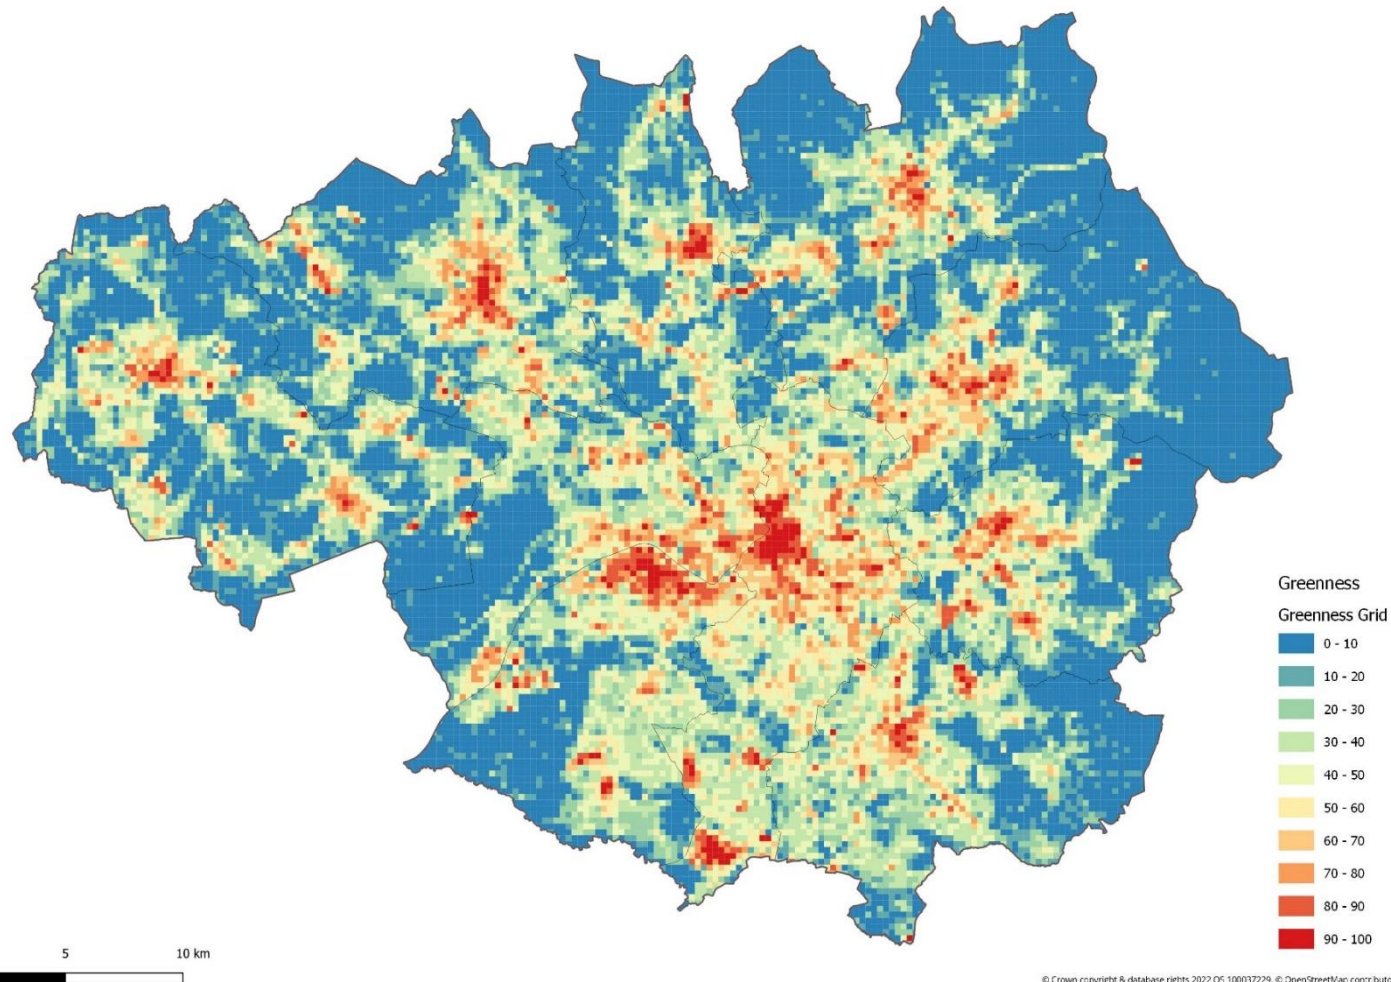 Greenness
Greenness Grid
0 - 10
10 - 20
20 - 30
30 - 40
40 - 50
50 - 60
60 - 70
70 - 80
80 - 90
90 - 100
5 10 km
© Crown copyright & database rights 2022 OS 100037229. © OpenStreetMap contributo